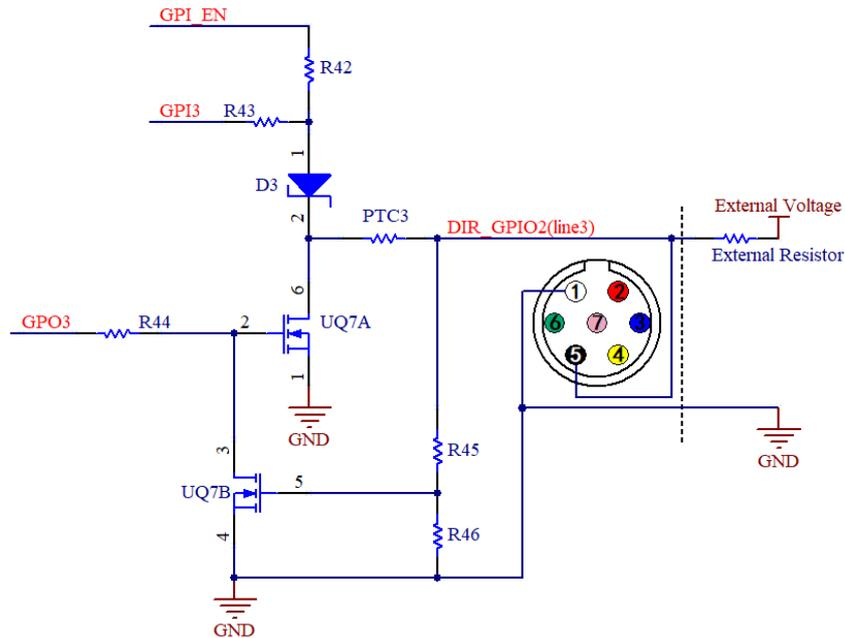 GPI_EN
R42
GPI3
R43
1
D3
2
PTC3
DIR_GPIO2(line3)
External Voltage
External Resistor
6
GPO3
R44
2
UQ7A
1
GND
1
2
6
7
3
5
4
GND
3
R45
UQ7B
5
4
R46
GND